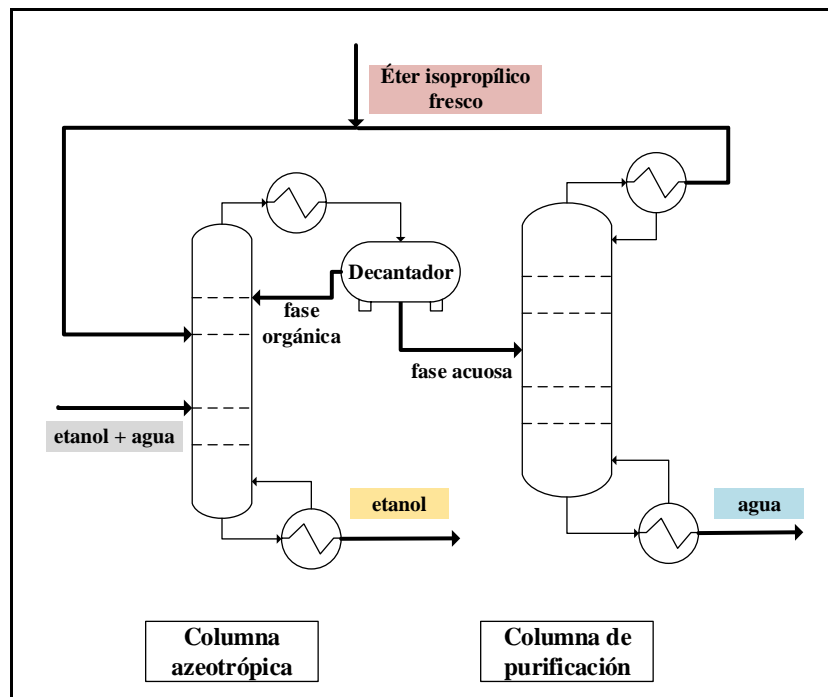 Éter isopropílico
fresco
Decantador
fase
orgánica
fase acuosa
etanol + agua
etanol
agua
Columna
azeotrópica
Columna de
purificación